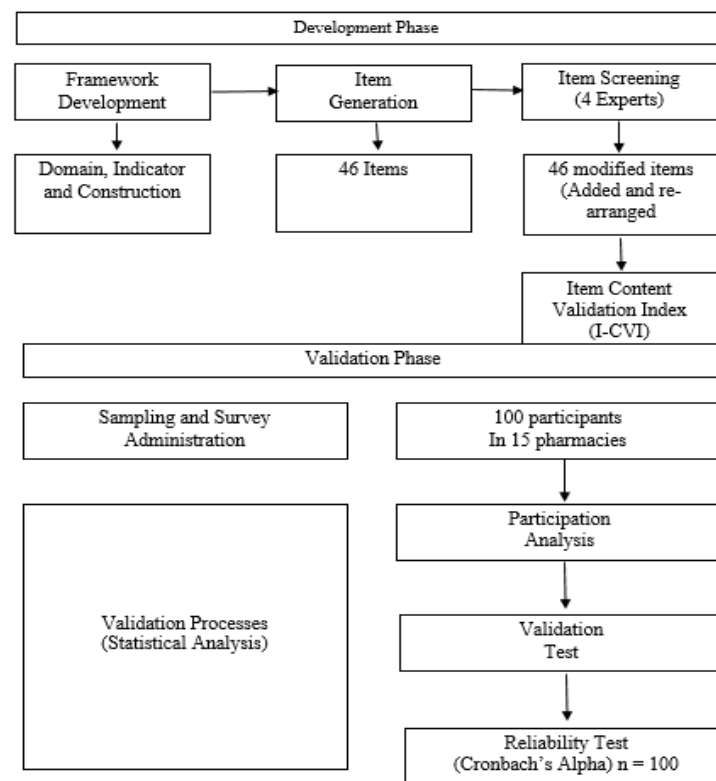 Development Phase
Framework
Development
Item
Generation
Item Screening
(4 Experts)
Domain, Indicator
and Construction
46 Items
46 modified items
(Added and re-
arranged
Item Content
Validation Index
(I-CVI)
Validation Phase
Sampling and Survey
Administration
100 participants
In 15 pharmacies
Participation
Analysis
Validation Processes
(Statistical Analysis)
Validation
Test
Reliability Test
(Cronbach’s Alpha) n = 100